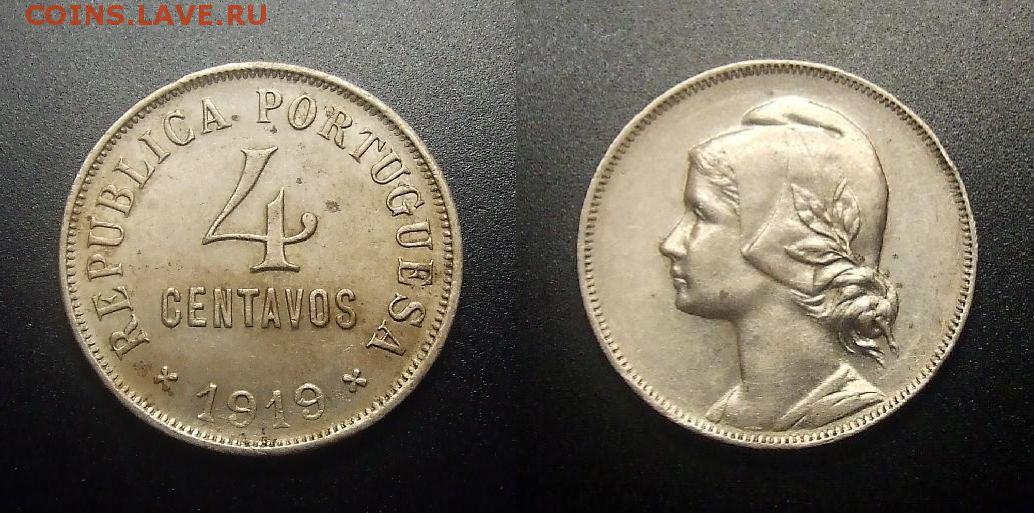 COINS.LAVE.RU
REPUBLICA PORTUGUESA
4
CENTAVOS
* 1919 *